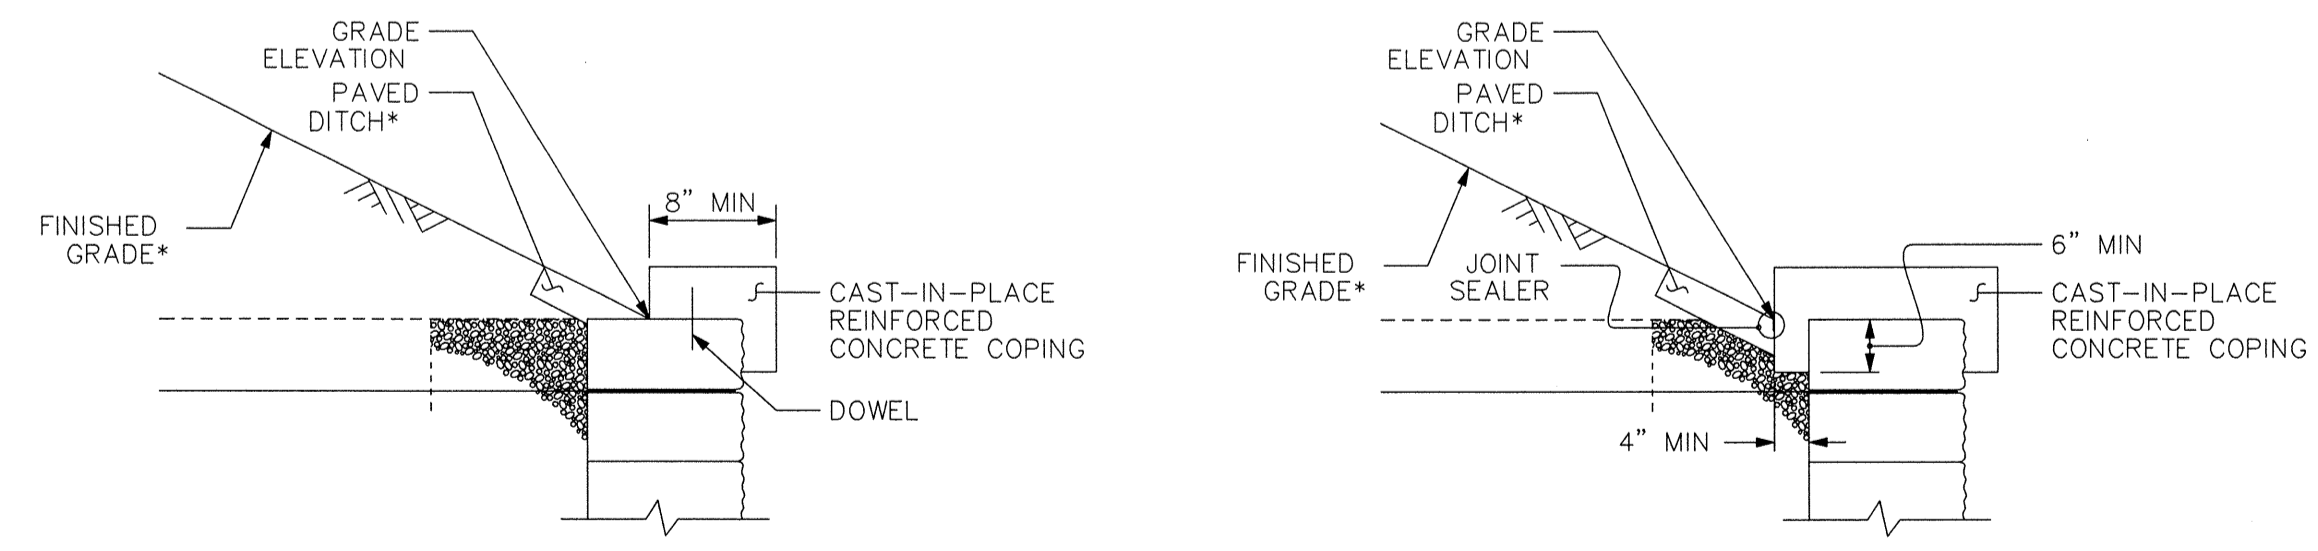 GRADE
ELEVATION
PAVED
DITCH*
8” MIN
FINISHED
GRADE*
CAST-IN-PLACE
REINFORCED
CONCRETE COPING
DOWEL
GRADE
ELEVATION
PAVED
DITCH*
FINISHED
GRADE*
JOINT
SEALER
6” MIN
CAST-IN-PLACE
REINFORCED
CONCRETE COPING
4” MIN